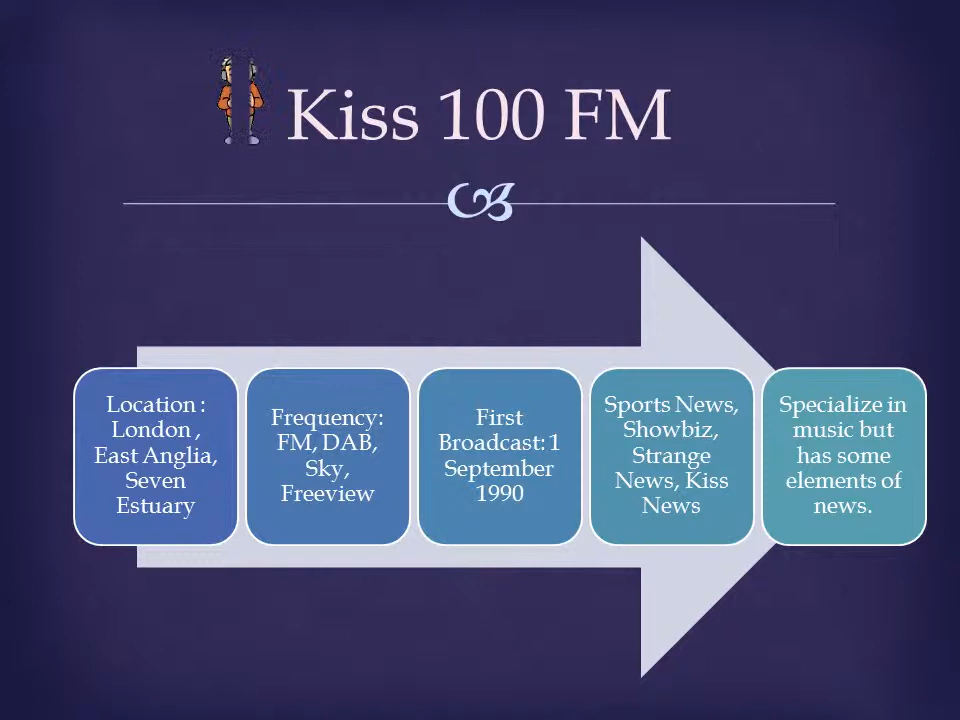 Kiss 100 FM
Location :
London ,
East Anglia,
Seven
Estuary
Frequency:
FM, DAB,
Sky,
Freeview
First
Broadcast: 1
September
1990
Sports News,
Showbiz,
Strange
News, Kiss
News
Specialize in
music but
has some
elements of
news.